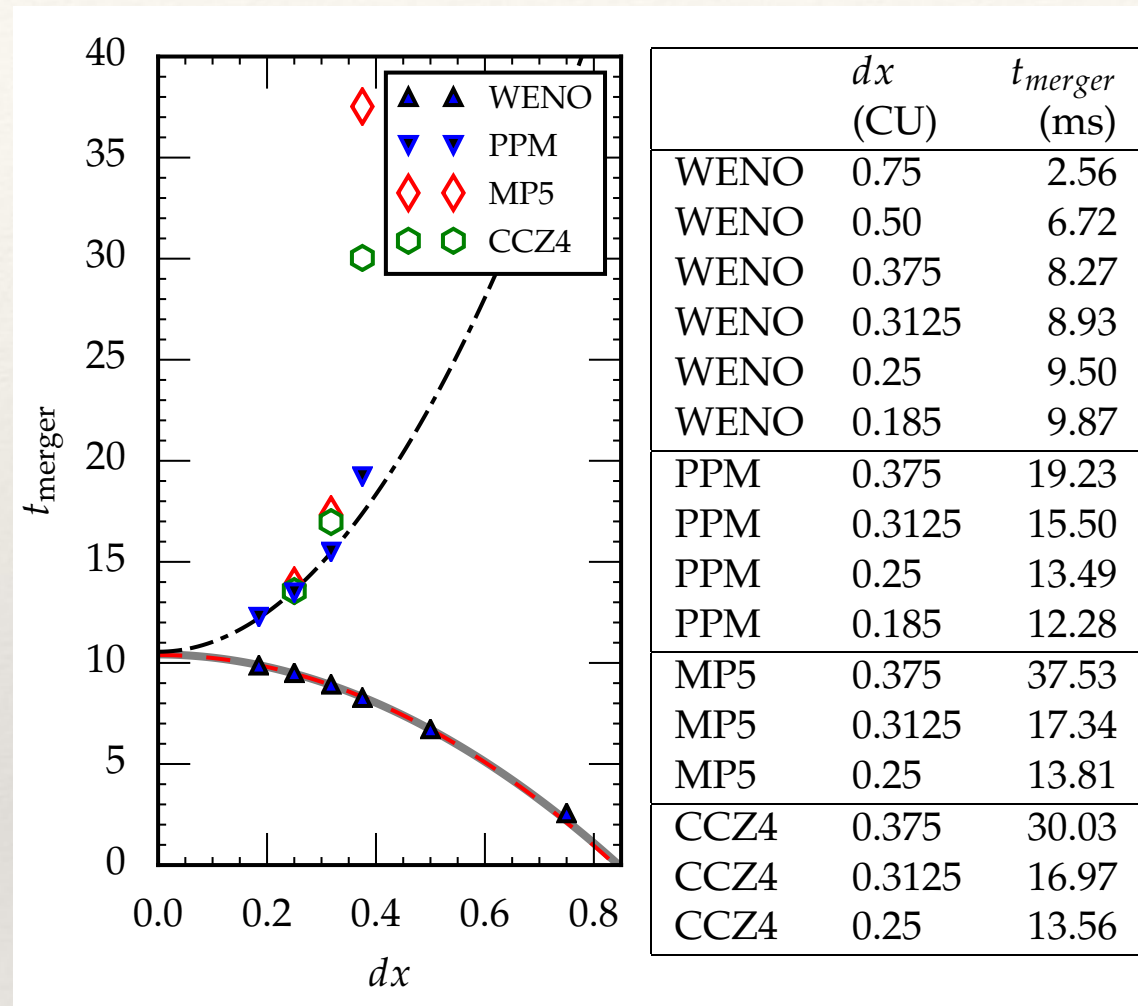 40
35
30
25
20
15
10
5
0
t_merger
0.0 0.2 0.4 0.6 0.8
dx
WENO
PPM
MP5
CCZ4
dx t_merger
(CU) (ms)
WENO 0.75 2.56
WENO 0.50 6.72
WENO 0.375 8.27
WENO 0.3125 8.93
WENO 0.25 9.50
WENO 0.185 9.87
PPM 0.375 19.23
PPM 0.3125 15.50
PPM 0.25 13.49
PPM 0.185 12.28
MP5 0.375 37.53
MP5 0.3125 17.34
MP5 0.25 13.81
CCZ4 0.375 30.03
CCZ4 0.3125 16.97
CCZ4 0.25 13.56